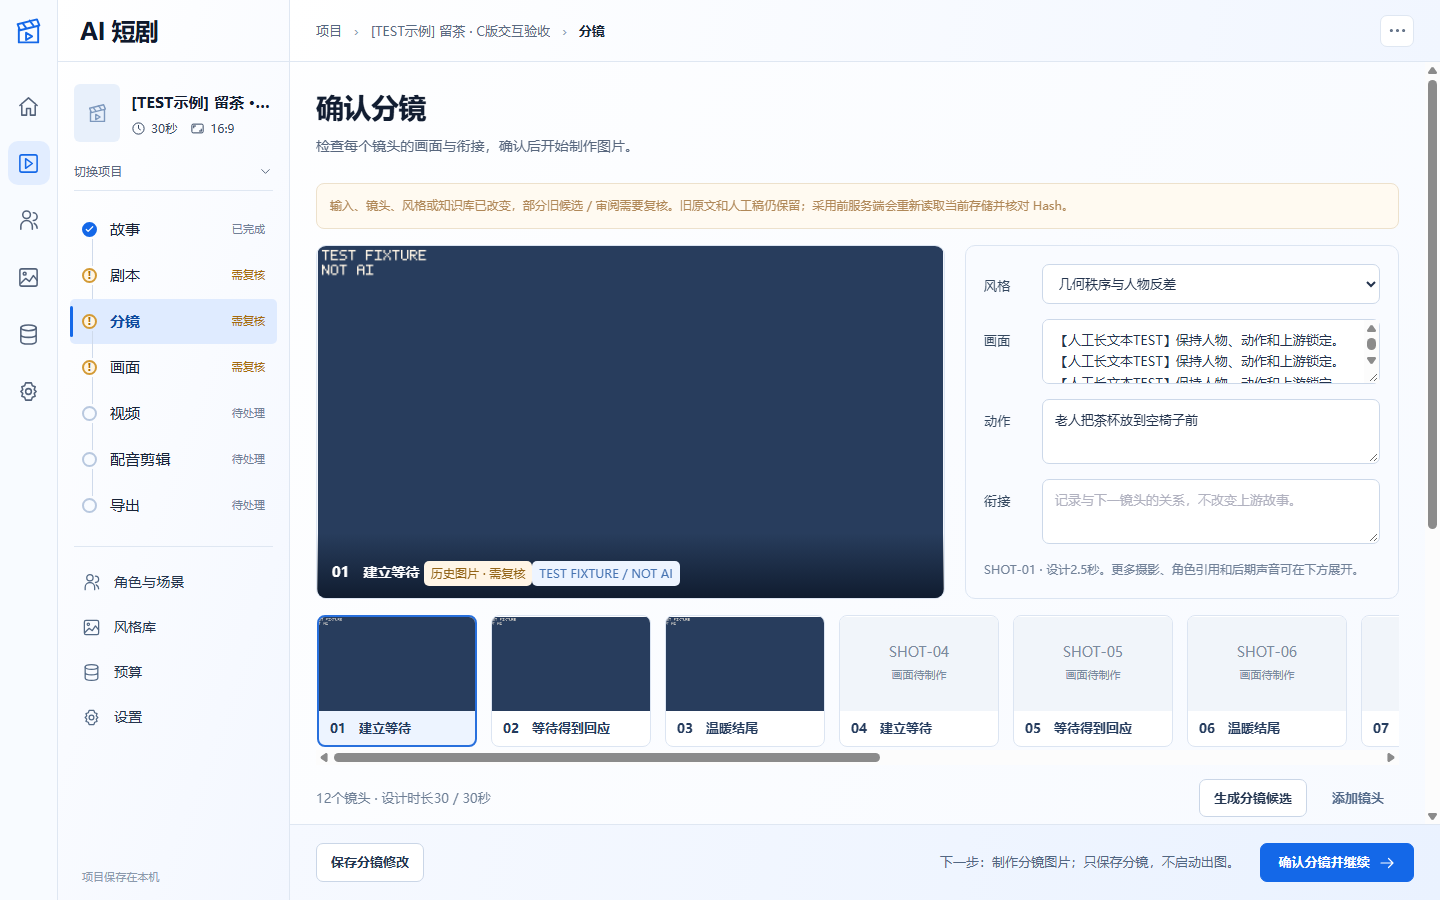 AI 短剧
项目 › [TEST示例] 留茶 · C版交互验收 › 分镜
[TEST示例] 留茶 •...
30秒 16:9
切换项目
故事 已完成
剧本 需复核
分镜 需复核
画面 需复核
视频 待处理
配音剪辑 待处理
导出 待处理
角色与场景
风格库
预算
设置
项目保存在本机
确认分镜
检查每个镜头的画面与衔接，确认后开始制作图片。
输入、镜头、风格或知识库已改变，部分旧候选 / 审阅需要复核。旧原文和人工稿仍保留；采用前服务端会重新读取当前存储并核对 Hash。
TEST FIXTURE
NOT AI
01 建立等待 历史图片 · 需复核 TEST FIXTURE / NOT AI
风格 几何秩序与人物反差
画面 【人工长文本TEST】保持人物、动作和上游锁定。
【人工长文本TEST】保持人物、动作和上游锁定。
【人工长文本TEST】保持人物、动作和上游锁定。
动作 老人把茶杯放到空椅子前
衔接 记录与下一镜头的关系，不改变上游故事。
SHOT-01 · 设计2.5秒。更多摄影、角色引用和后期声音可在下方展开。
01 建立等待
02 等待得到回应
03 温暖结尾
SHOT-04
画面待制作
04 建立等待
SHOT-05
画面待制作
05 等待得到回应
SHOT-06
画面待制作
06 温暖结尾
07
12个镜头 · 设计时长30 / 30秒
生成分镜候选 添加镜头
保存分镜修改
下一步：制作分镜图片；只保存分镜，不启动出图。
确认分镜并继续 →